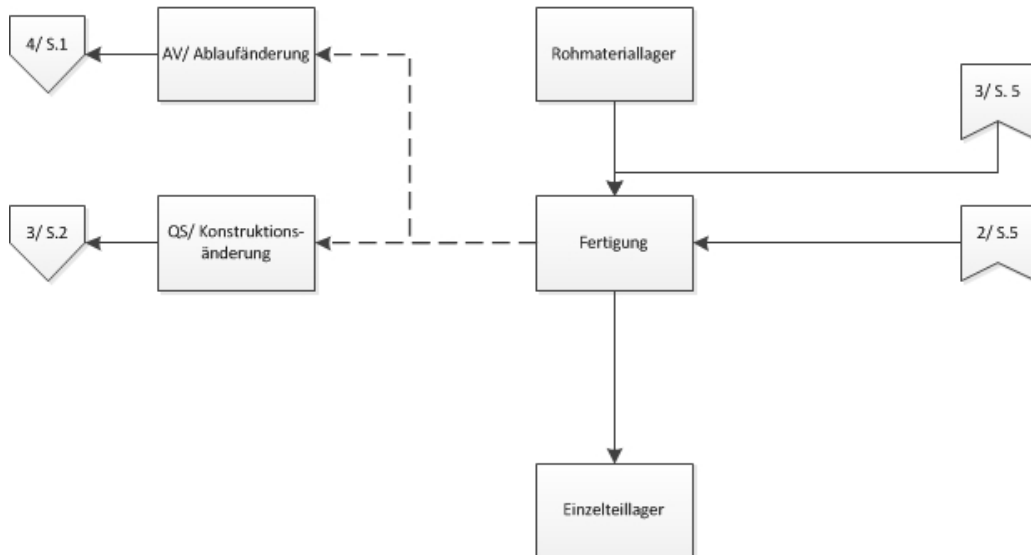 4/ S.1
AV/ Ablaufänderung
Rohmateriallager
3/ S. 5
3/ S.2
QS/ Konstruktions-
änderung
Fertigung
2/ S.5
Einzelteillager